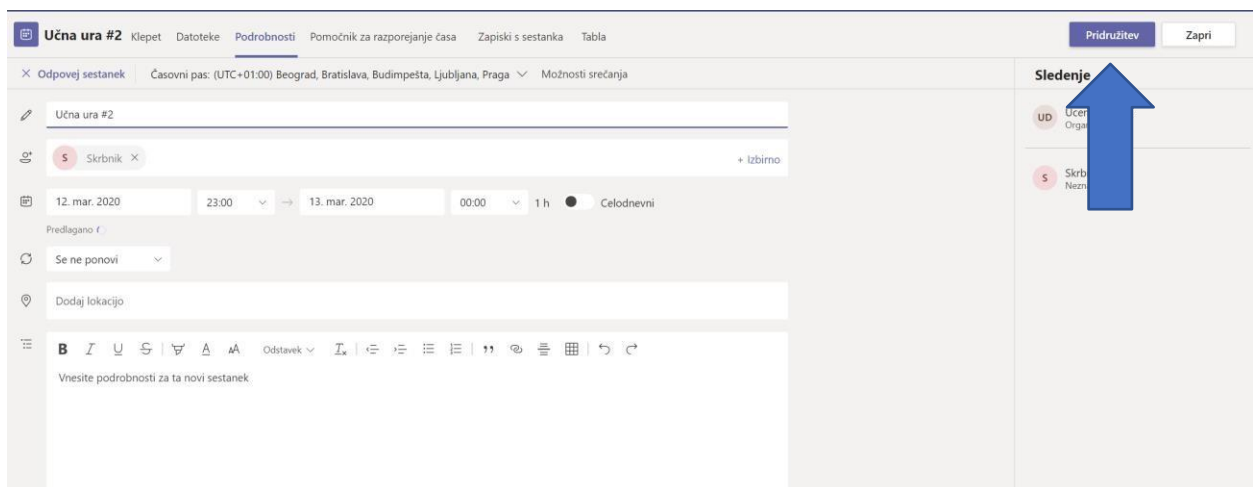 Učna ura #2 Klepet Datoteke Podrobnosti Pomočnik za razporejanje časa Zapiski s sestanka Tabla Pridružitev Zapri
Odpovej sestanek Časovni pas: (UTC+01:00) Beograd, Bratislava, Budimpešta, Ljubljana, Praga Možnosti srečanja
Sledenje
Učna ura #2
UD
S Skrbnik + Izbirno
S
12. mar. 2020 23:00 → 13. mar. 2020 00:00 1 h Celodnevni
Predlagano
Se ne ponovi
Dodaj lokacijo
B I U S A AA Odstavek
Vnesite podrobnosti za ta novi sestanek